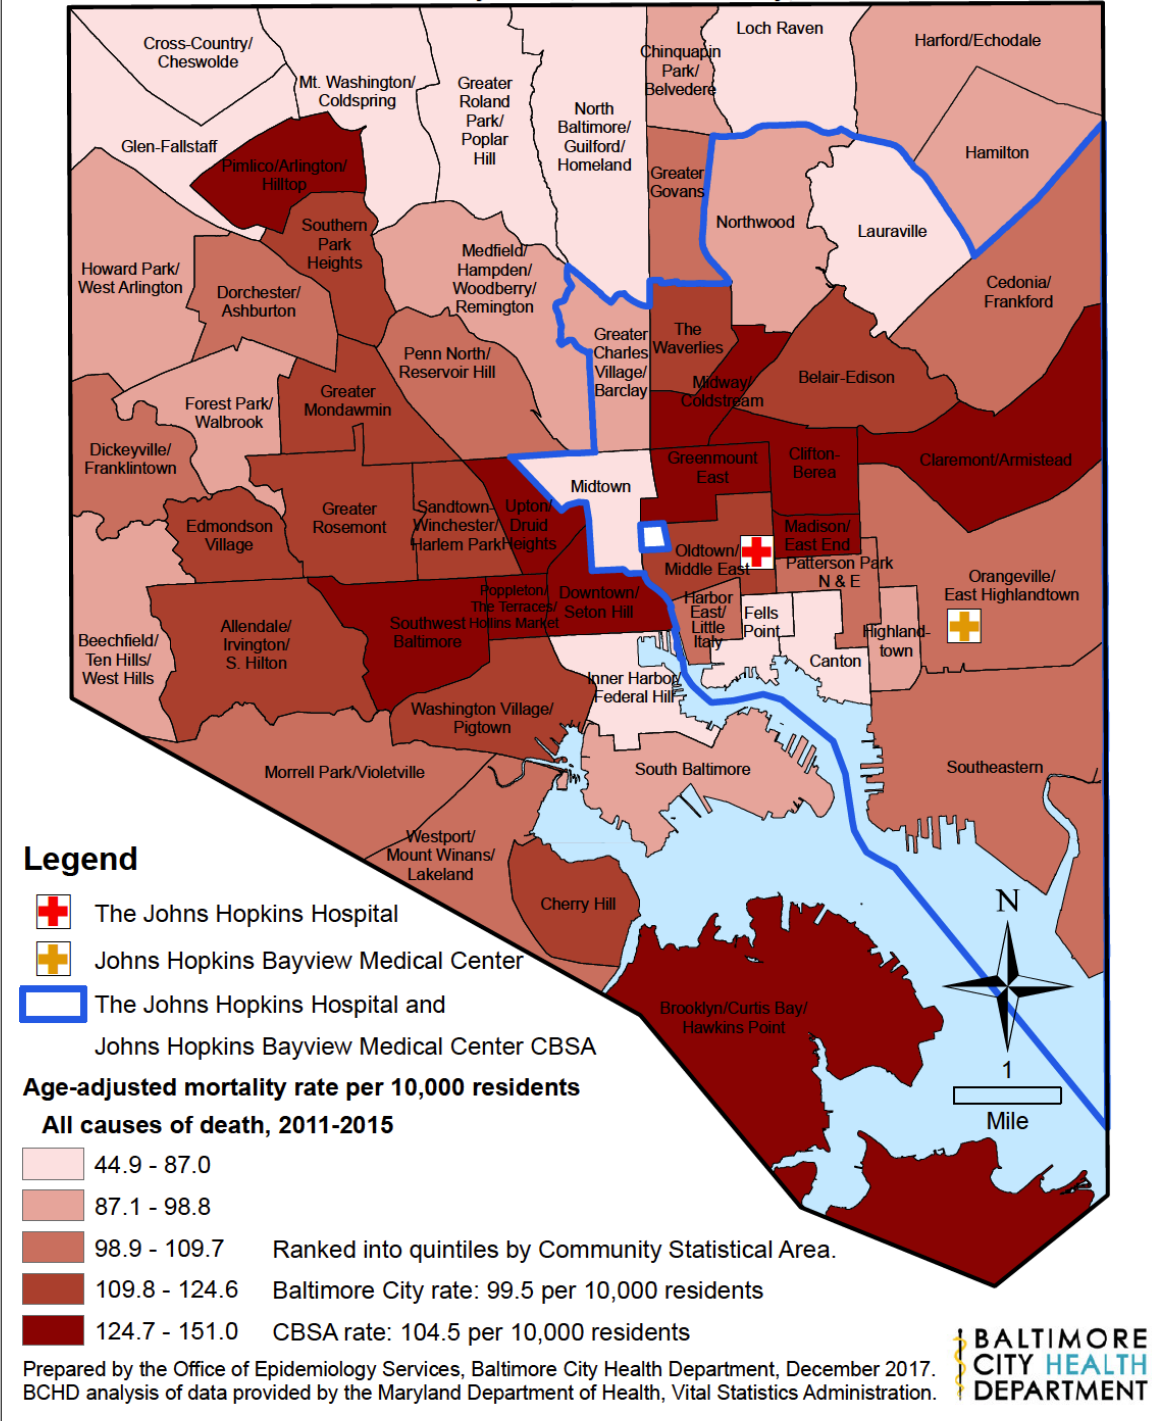 Cross-Country/
Cheswolde
Mt. Washington/
Coldspring
Greater
Roland
Park/
Poplar
Hill
North
Baltimore/
Guilford/
Homeland
Chinquapin
Park/
Belvedere
Loch Raven
Harford/Echodale
Glen-Fallstaff
Pimlico/Arlington/
Hilltop
Greater
Govans
Hamilton
Southern
Park
Heights
Northwood
Lauraville
Howard Park/
West Arlington
Dorchester/
Ashburton
Medfield/
Hampden/
Woodberry/
Remington
Cedonia/
Frankford
Greater
Charles
Village/
Barclay
The
Waverlies
Penn North/
Reservoir Hill
Midway/
Coldstream
Belair-Edison
Greater
Mondawmin
Forest Park/
Walbrook
Dickeyville/
Franklintown
Midtown
Greenmount
East
Clifton-
Berea
Claremont/Armistead
Edmondson
Village
Greater
Rosemont
Sandtown-
Winchester/
Harlem Park
Upton/
Druid
Heights
Oldtown/
Middle East
Madison/
East End
Patterson Park
N & E
Orangeville/
East Highlandtown
Poppleton/
The Terraces/
Hollins Market
Downtown/
Seton Hill
Harbor
East/
Little
Italy
Fells
Point
Highland-
town
Beechfield/
Ten Hills/
West Hills
Allendale/
Irvington/
S. Hilton
Southwest
Baltimore
Canton
Inner Harbor/
Federal Hill
Washington Village/
Pigtown
Morrell Park/Violetville
South Baltimore
Southeastern
Westport/
Mount Winans/
Lakeland
Cherry Hill
Brooklyn/Curtis Bay/
Hawkins Point
N
1
Mile
Legend
The Johns Hopkins Hospital
Johns Hopkins Bayview Medical Center
The Johns Hopkins Hospital and
Johns Hopkins Bayview Medical Center CBSA
Age-adjusted mortality rate per 10,000 residents
All causes of death, 2011-2015
44.9 - 87.0
87.1 - 98.8
98.9 - 109.7 Ranked into quintiles by Community Statistical Area.
109.8 - 124.6 Baltimore City rate: 99.5 per 10,000 residents
124.7 - 151.0 CBSA rate: 104.5 per 10,000 residents
Prepared by the Office of Epidemiology Services, Baltimore City Health Department, December 2017.
BCHD analysis of data provided by the Maryland Department of Health, Vital Statistics Administration.
BALTIMORE
CITY HEALTH
DEPARTMENT